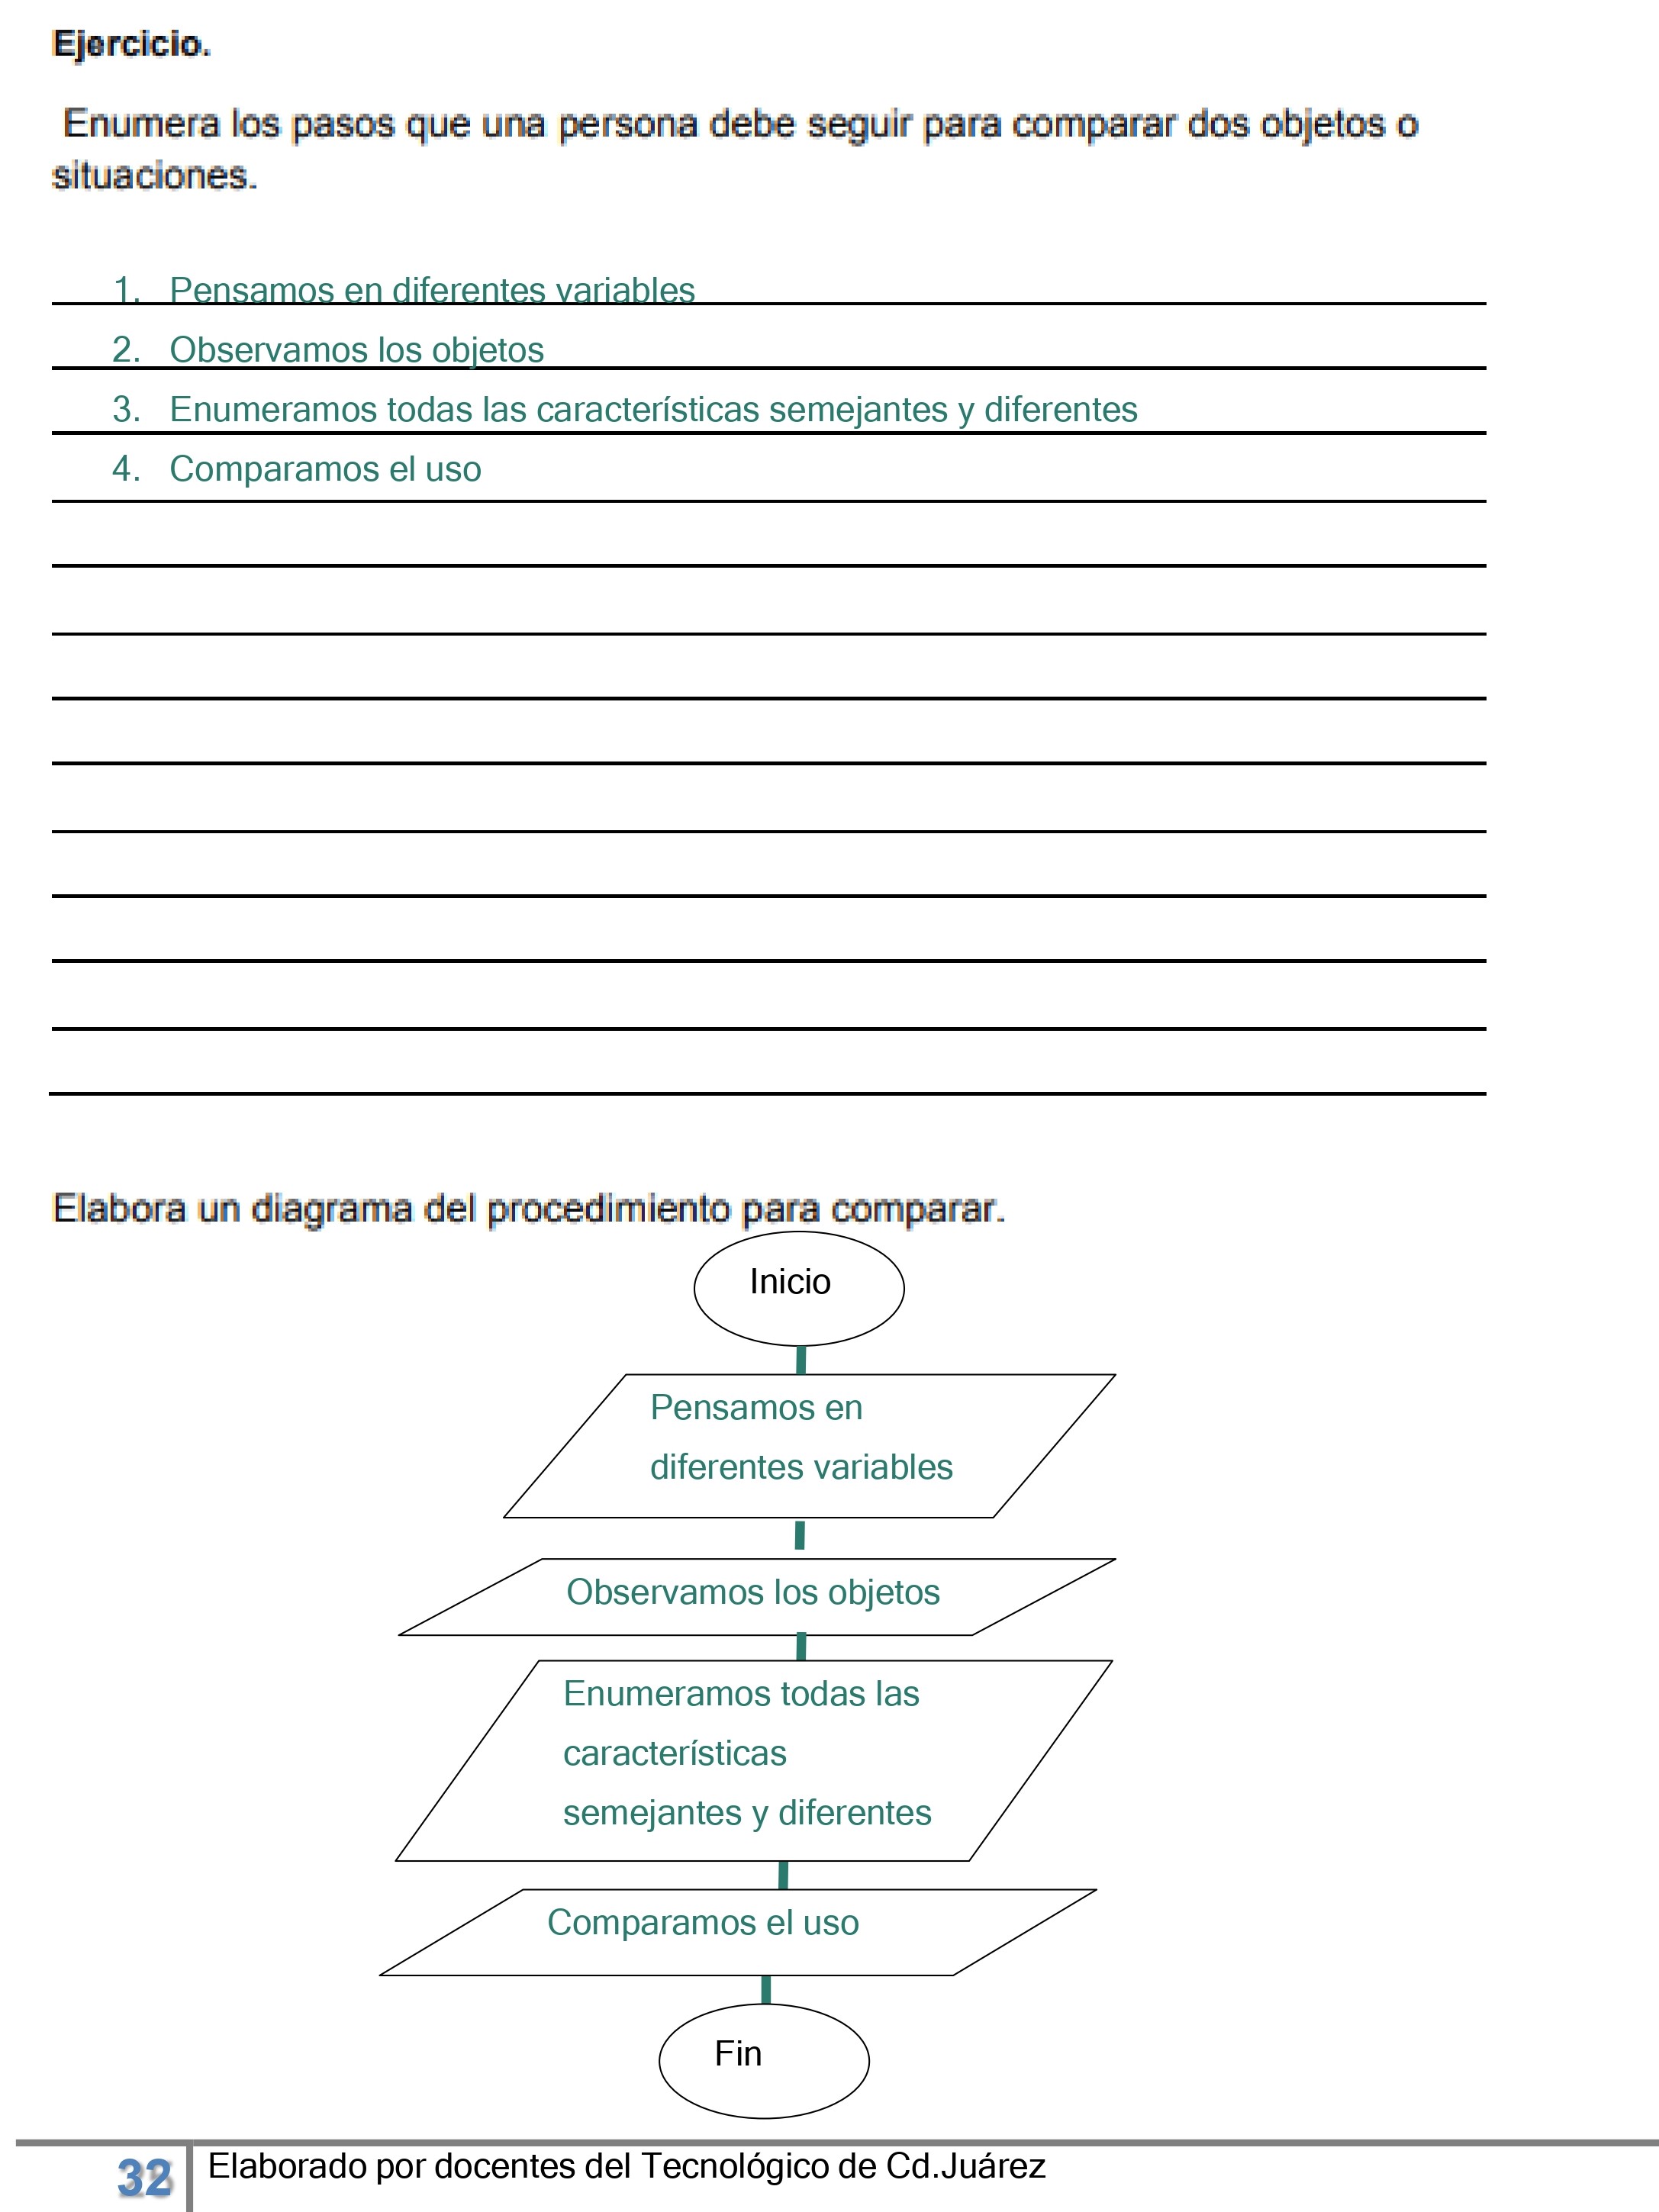 Ejercicio.
Enumera los pasos que una persona debe seguir para comparar dos objetos o
situaciones.
1. Pensamos en diferentes variables
2. Observamos los objetos
3. Enumeramos todas las características semejantes y diferentes
4. Comparamos el uso
Elabora un diagrama del procedimiento para comparar.
Inicio
Pensamos en
diferentes variables
Observamos los objetos
Enumeramos todas las
características
semejantes y diferentes
Comparamos el uso
Fin
32 Elaborado por docentes del Tecnológico de Cd.Juárez